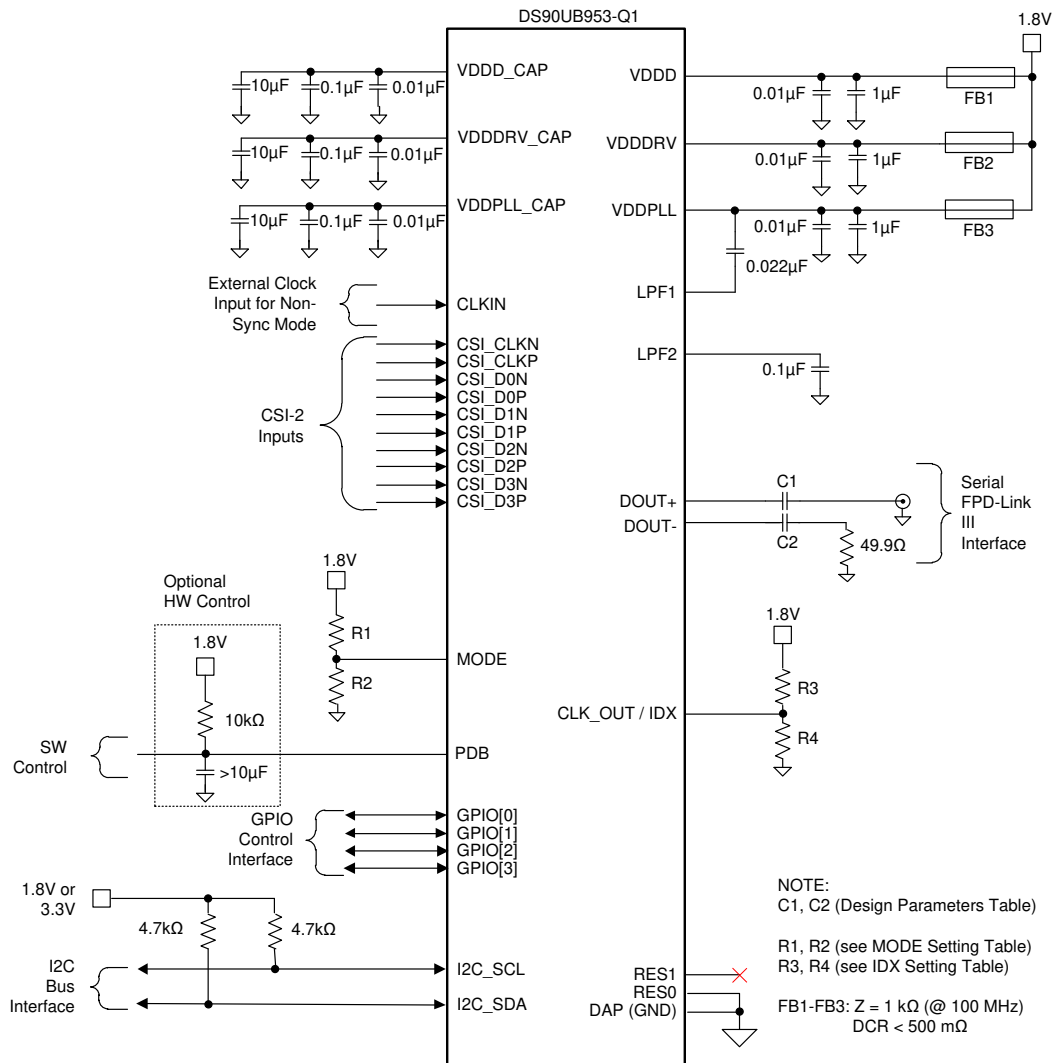 DS90UB953-Q1
1.8V
VDDD_CAP
10µF
0.1µF
0.01µF
VDDD
0.01µF
1µF
FB1
VDDDRV_CAP
10µF
0.1µF
0.01µF
VDDDRV
0.01µF
1µF
FB2
VDDPLL_CAP
10µF
0.1µF
0.01µF
VDDPLL
0.01µF
1µF
FB3
0.022µF
LPF1
External Clock
Input for Non-
Sync Mode
CLKIN
LPF2
0.1µF
CSI-2
Inputs
CSI_CLKN
CSI_CLKP
CSI_D0N
CSI_D0P
CSI_D1N
CSI_D1P
CSI_D2N
CSI_D2P
CSI_D3N
CSI_D3P
DOUT+
DOUT-
C1
C2
49.9Ω
Serial
FPD-Link
III
Interface
1.8V
R1
R2
MODE
Optional
HW Control
1.8V
10kΩ
>10µF
SW
Control
PDB
1.8V
R3
R4
CLK_OUT / IDX
GPIO
Control
Interface
GPIO[0]
GPIO[1]
GPIO[2]
GPIO[3]
1.8V or
3.3V
4.7kΩ
4.7kΩ
I2C
Bus
Interface
I2C_SCL
I2C_SDA
RES1
RES0
DAP (GND)
NOTE:
C1, C2 (Design Parameters Table)
R1, R2 (see MODE Setting Table)
R3, R4 (see IDX Setting Table)
FB1-FB3: Z = 1 kΩ (@ 100 MHz)
DCR < 500 mΩ